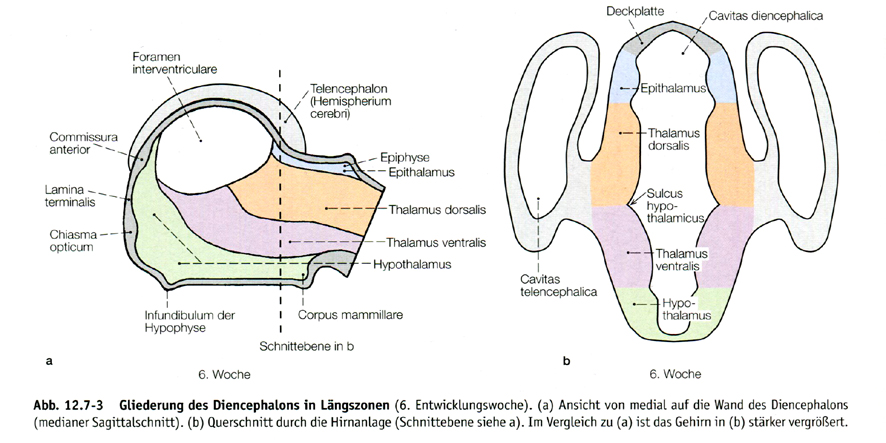 Foramen
interventriculare
Telencephalon
(Hemispherium
cerebri)
Commissura
anterior
Epiphyse
Epithalamus
Lamina
terminalis
Thalamus dorsalis
Chiasma
opticum
Thalamus ventralis
Hypothalamus
Infundibulum der
Hypophyse
Corpus mammillare
Schnittebene in b
a
6. Woche
Deckplatte
Cavitas diencephalica
Epithalamus
Thalamus
dorsalis
Sulcus
hypo-
thalamicus
Thalamus
ventralis
Cavitas
telencephalica
Hypo-
thalamus
b
6. Woche
Abb. 12.7-3 Gliederung des Diencephalons in Längszonen (6. Entwicklungswoche). (a) Ansicht von medial auf die Wand des Diencephalons
(medianer Sagittalschnitt). (b) Querschnitt durch die Hirnanlage (Schnittebene siehe a). Im Vergleich zu (a) ist das Gehirn in (b) stärker vergrößert.